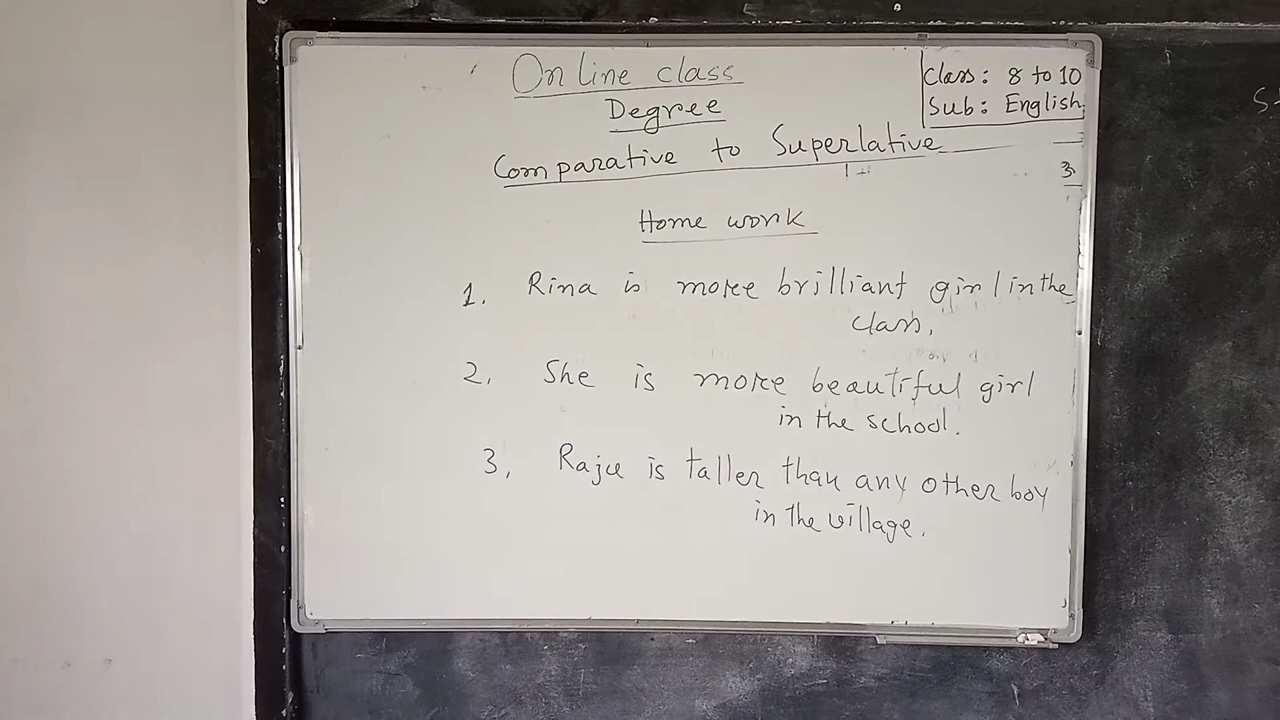 Online class
Class: 8 to 10
Sub: English
Degree
Comparative to Superlative
3.
Home work
1. Rina is more brilliant girl in the
class.
2. She is more beautiful girl
in the school.
3. Raju is taller than any other boy
in the village.